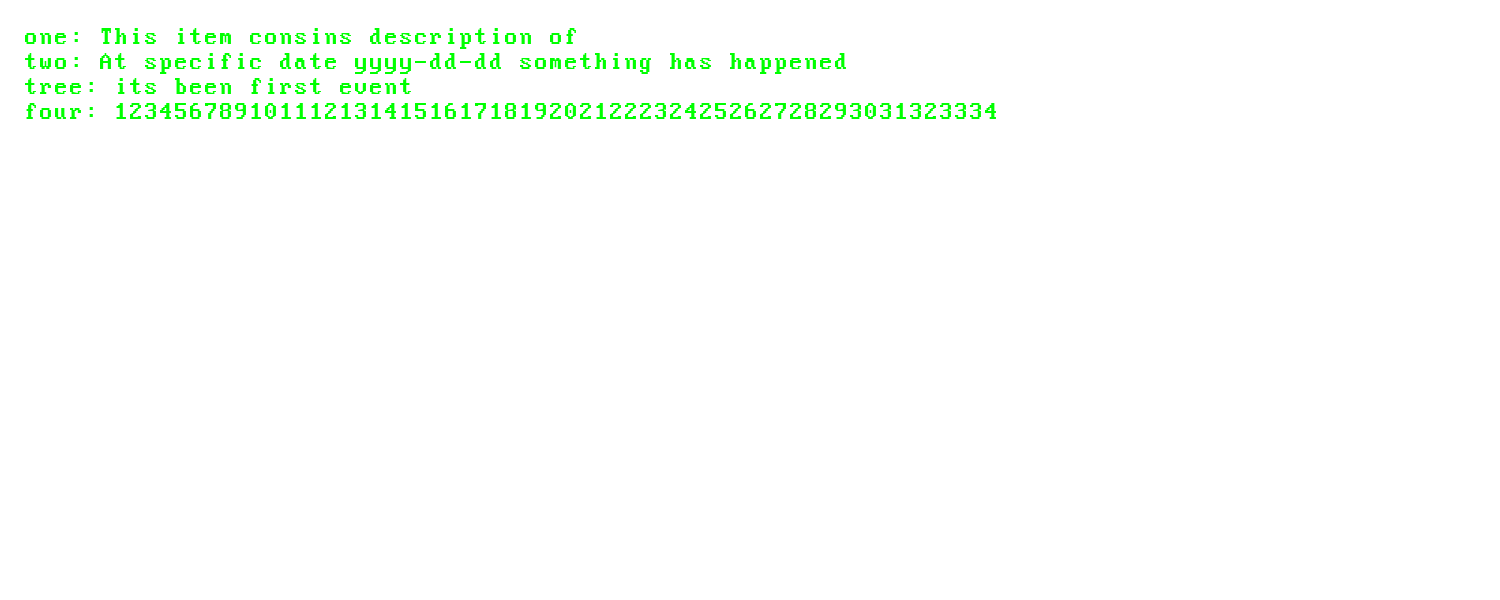 one: This item consins description of
two: At specific date yyyy-dd-dd something has happened
tree: its been first event
four: 12345678910111213141516171819202122232425262728293031323334